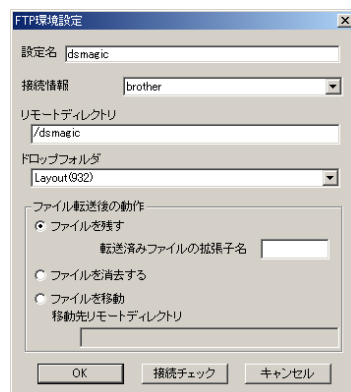 FTP環境設定
設定名 dsmagic
接続情報 brother
リモートディレクトリ
/dsmagic
ドロップフォルダ
Layout(932)
ファイル転送後の動作
ファイルを残す
転送済みファイルの拡張子名
ファイルを消去する
ファイルを移動
移動先リモートディレクトリ
OK 接続チェック キャンセル